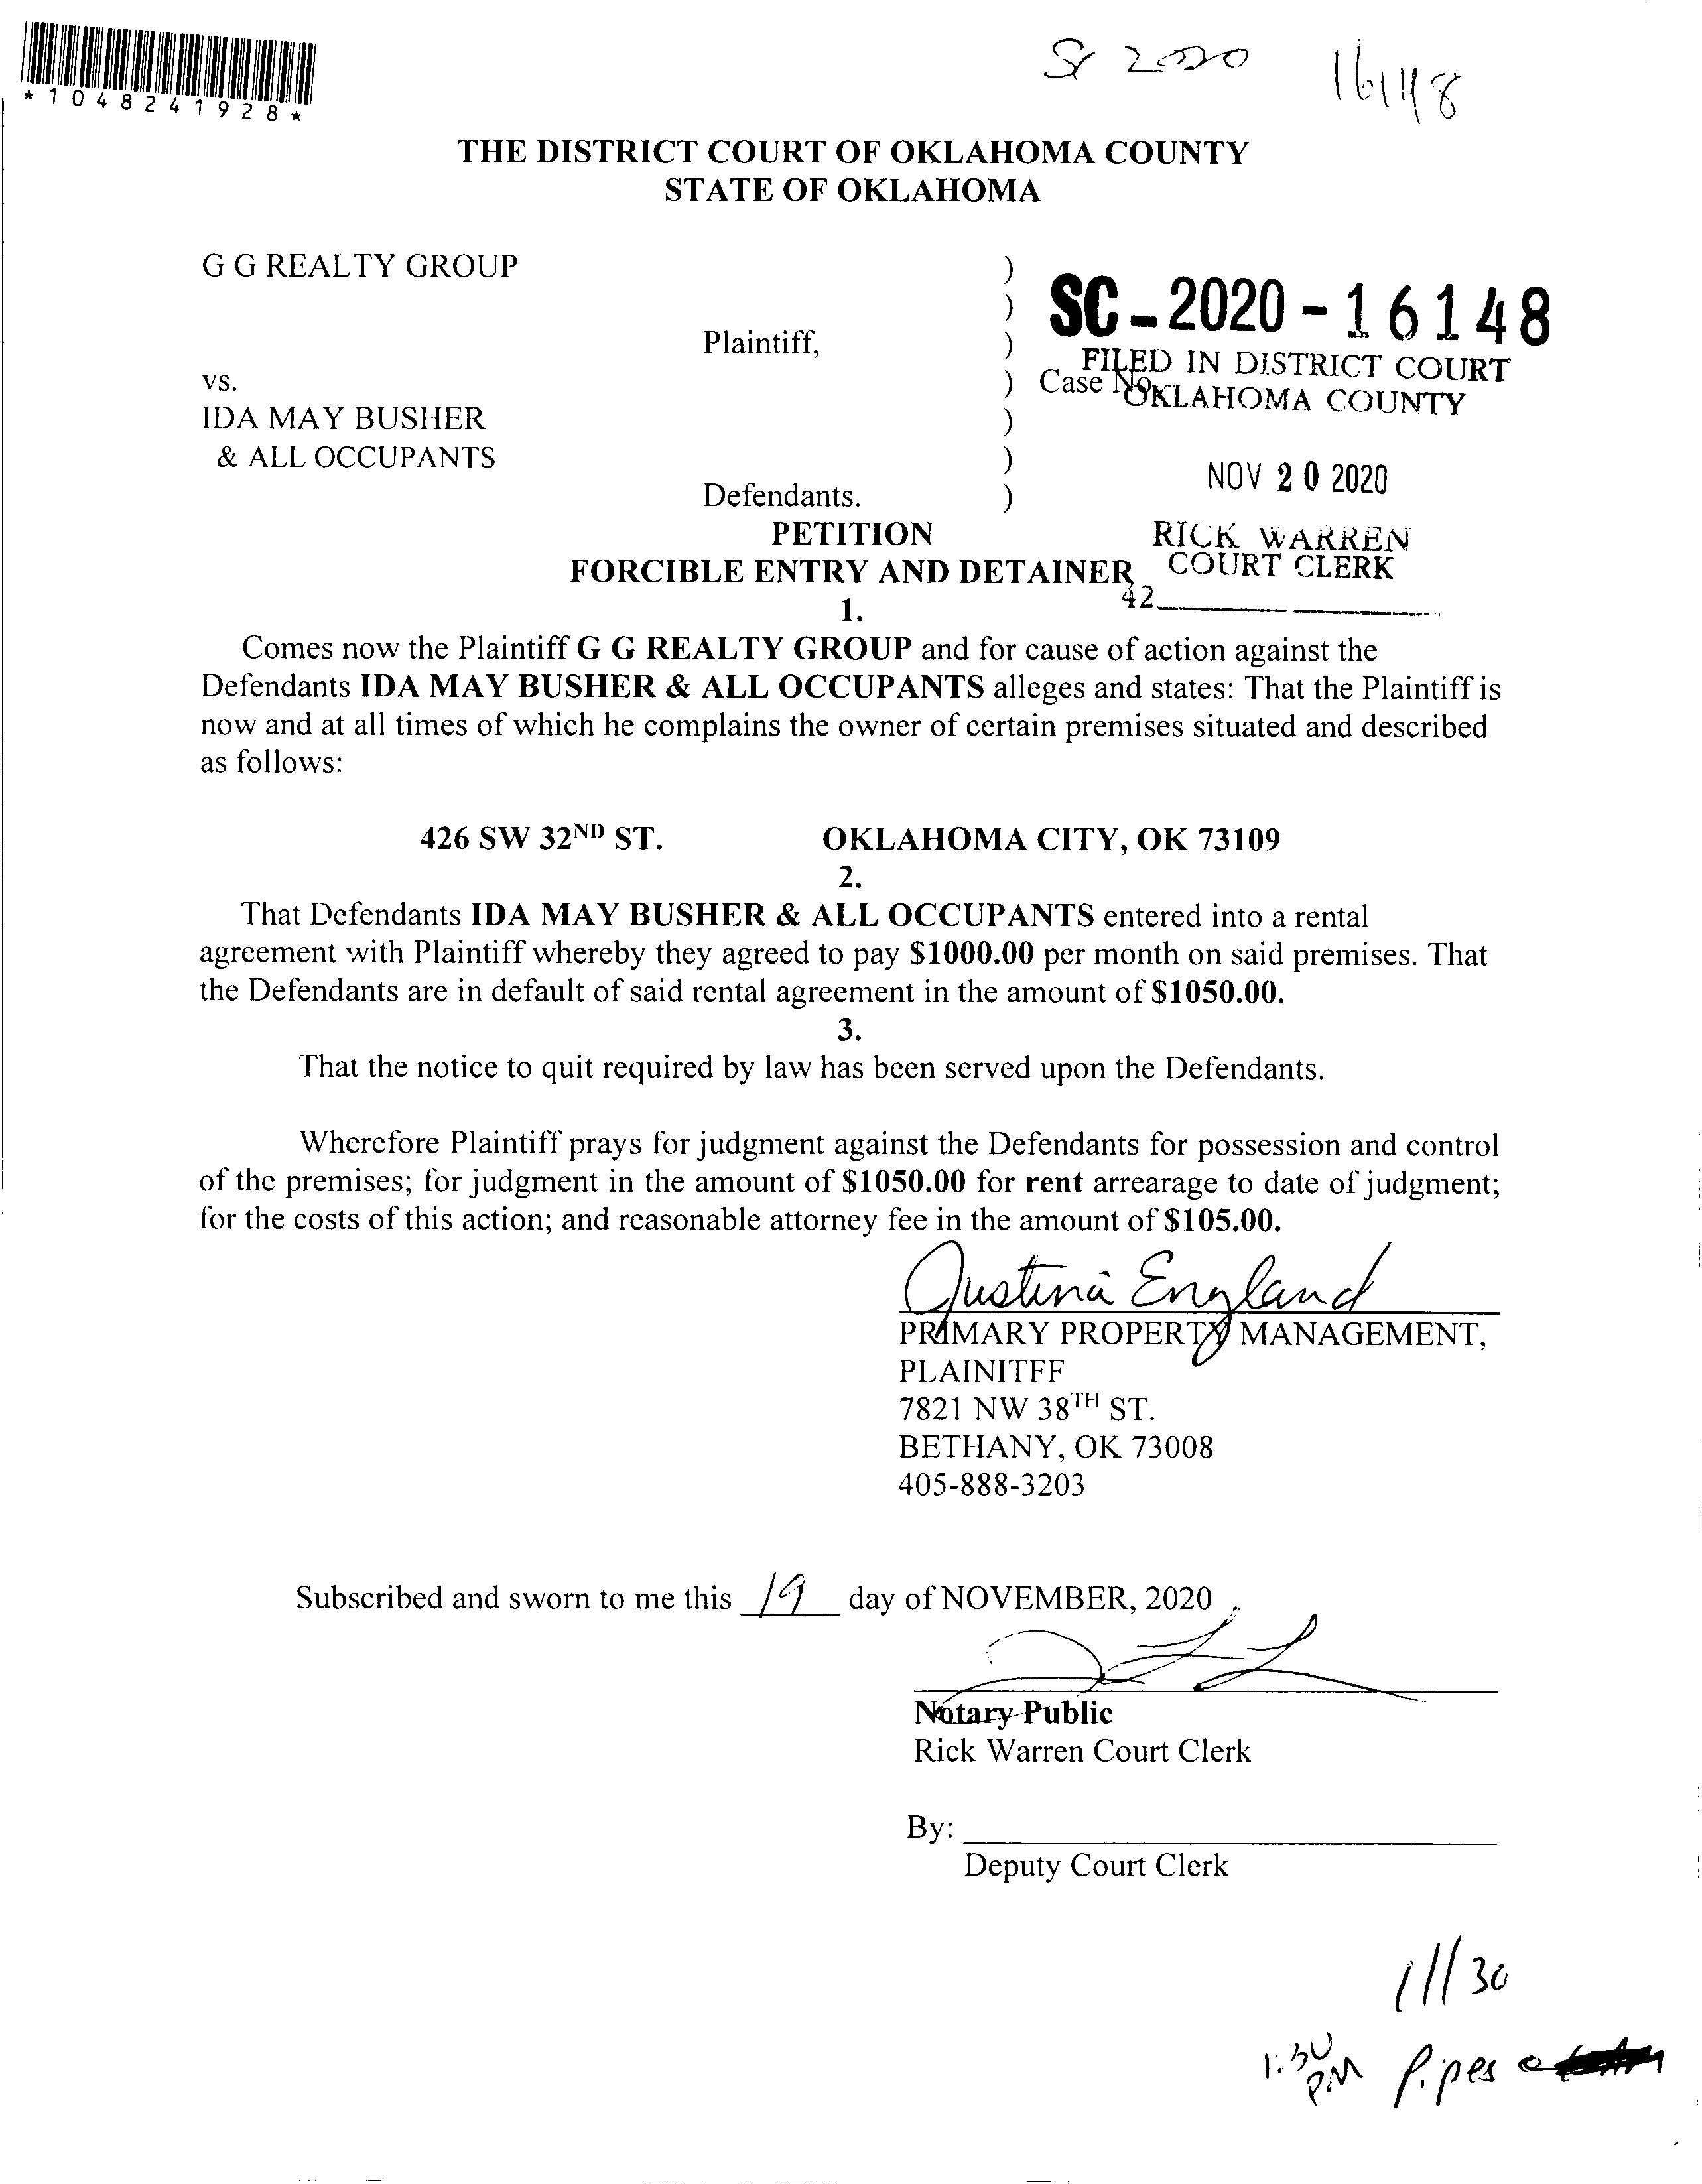 *1048241928*
SC 2020 16148
THE DISTRICT COURT OF OKLAHOMA COUNTY
STATE OF OKLAHOMA
G G REALTY GROUP )
)
Plaintiff, )
vs. ) Case No.
IDA MAY BUSHER )
& ALL OCCUPANTS )
Defendants. )
SC-2020-16148
FILED IN DISTRICT COURT
OKLAHOMA COUNTY
NOV 20 2020
RICK WARREN
COURT CLERK
42
PETITION
FORCIBLE ENTRY AND DETAINER
1.
Comes now the Plaintiff G G REALTY GROUP and for cause of action against the
Defendants IDA MAY BUSHER & ALL OCCUPANTS alleges and states: That the Plaintiff is
now and at all times of which he complains the owner of certain premises situated and described
as follows:
426 SW 32ND ST. OKLAHOMA CITY, OK 73109
2.
That Defendants IDA MAY BUSHER & ALL OCCUPANTS entered into a rental
agreement with Plaintiff whereby they agreed to pay $1000.00 per month on said premises. That
the Defendants are in default of said rental agreement in the amount of $1050.00.
3.
That the notice to quit required by law has been served upon the Defendants.
Wherefore Plaintiff prays for judgment against the Defendants for possession and control
of the premises; for judgment in the amount of $1050.00 for rent arrearage to date of judgment;
for the costs of this action; and reasonable attorney fee in the amount of $105.00.
Justina England
PRIMARY PROPERTY MANAGEMENT,
PLAINITFF
7821 NW 38TH ST.
BETHANY, OK 73008
405-888-3203
Subscribed and sworn to me this 19 day of NOVEMBER, 2020
Notary Public
Rick Warren Court Clerk
By:
Deputy Court Clerk
11/30
1:30 PM Pipes